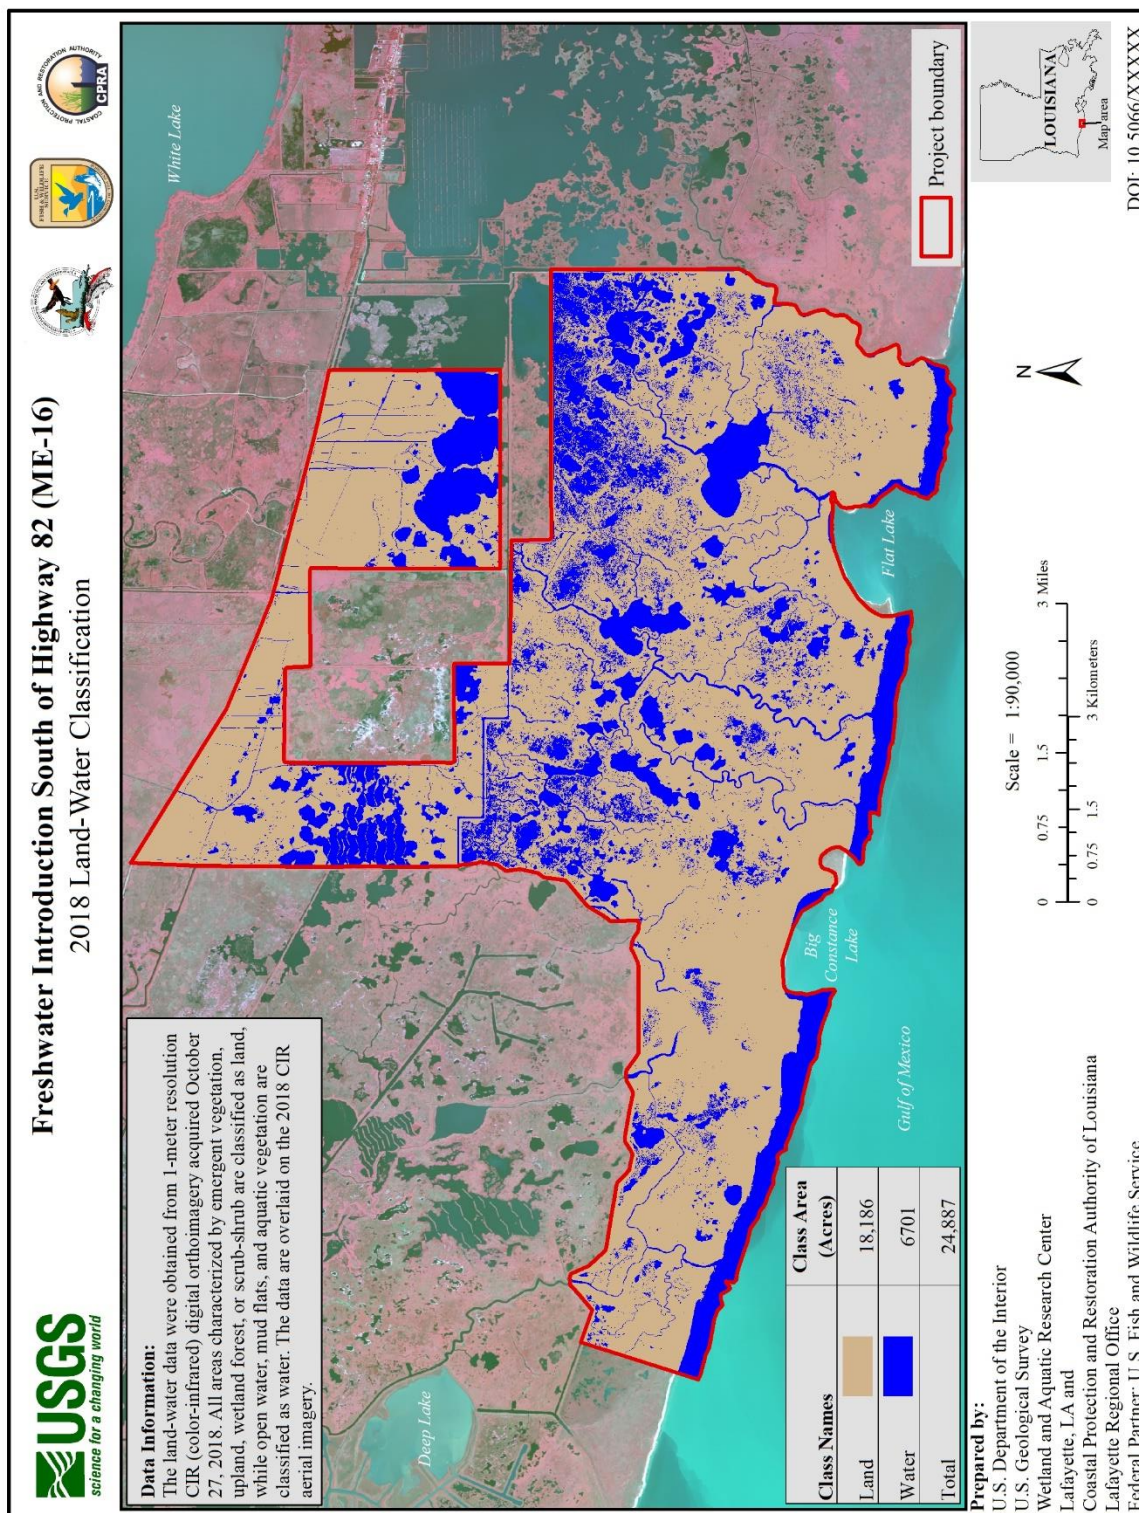 USGS
science for a changing world
Freshwater Introduction South of Highway 82 (ME-16)
2018 Land-Water Classification
U.S.
FISH & WILDLIFE
SERVICE
COASTAL PROTECTION AND RESTORATION AUTHORITY
CPRA
Data Information:
The land-water data were obtained from 1-meter resolution
CIR (color-infrared) digital orthoimagery acquired October
27, 2018. All areas characterized by emergent vegetation,
upland, wetland forest, or scrub-shrub are classified as land,
while open water, mud flats, and aquatic vegetation are
classified as water. The data are overlaid on the 2018 CIR
aerial imagery.
White Lake
Deep Lake
Big
Constance
Lake
Flat Lake
Gulf of Mexico
Class Names Class Area
(Acres)
Land 18,186
Water 6701
Total 24,887
Project boundary
Prepared by:
U.S. Department of the Interior
U.S. Geological Survey
Wetland and Aquatic Research Center
Lafayette, LA and
Coastal Protection and Restoration Authority of Louisiana
Lafayette Regional Office
Federal Partner: U.S. Fish and Wildlife Service
Scale = 1:90,000
0 0.75 1.5 3 Miles
0 0.75 1.5 3 Kilometers
N
LOUISIANA
Map area
DOI: 10.5066/XXXXX